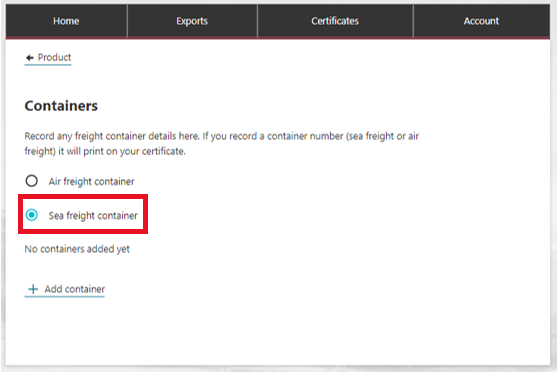 Home Exports Certificates Account
Product
Containers
Record any freight container details here. If you record a container number (sea freight or air
freight) it will print on your certificate.
Air freight container
Sea freight container
No containers added yet
Add container